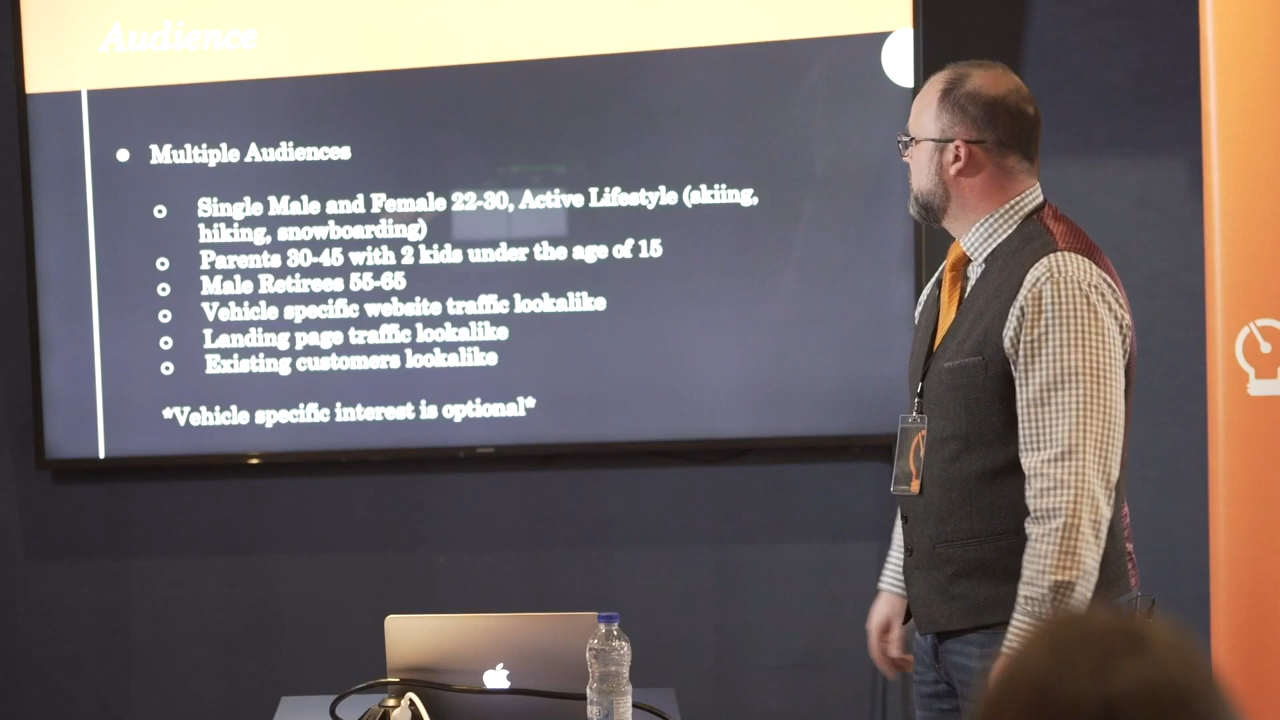 Audience
Multiple Audiences
Single Male and Female 22-30, Active Lifestyle (skiing,
hiking, snowboarding)
Parents 30-45 with 2 kids under the age of 15
Male Retirees 55-65
Vehicle specific website traffic lookalike
Landing page traffic lookalike
Existing customers lookalike
*Vehicle specific interest is optional*